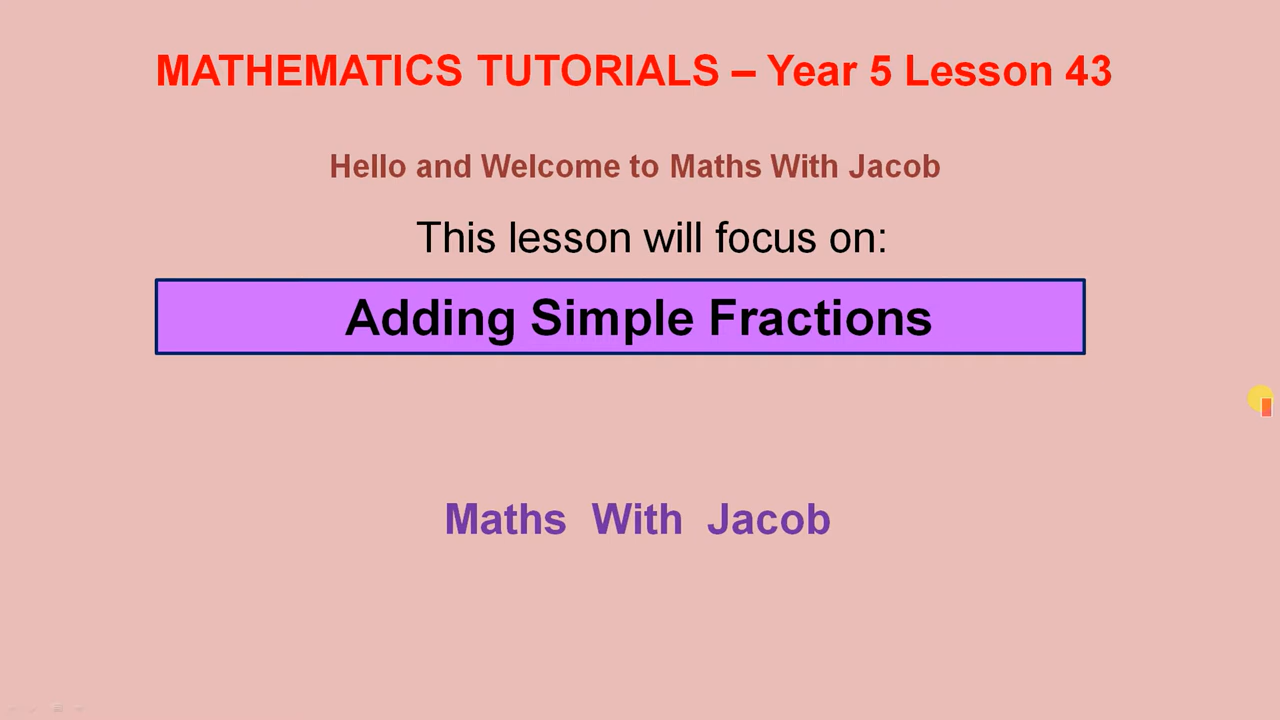 MATHEMATICS TUTORIALS – Year 5 Lesson 43
Hello and Welcome to Maths With Jacob
This lesson will focus on:
Adding Simple Fractions
Maths With Jacob